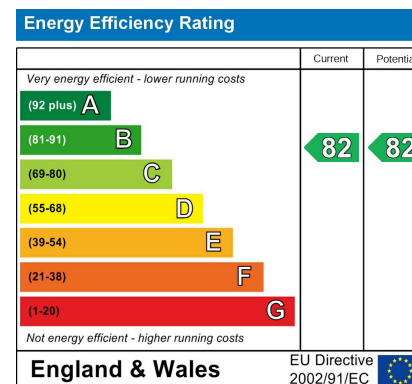 Energy Efficiency Rating
Current Potentia
Very energy efficient - lower running costs
(92 plus) A
(81-91) B
82 82
(69-80) C
(55-68) D
(39-54) E
(21-38) F
(1-20) G
Not energy efficient - higher running costs
England & Wales
EU Directive
2002/91/EC